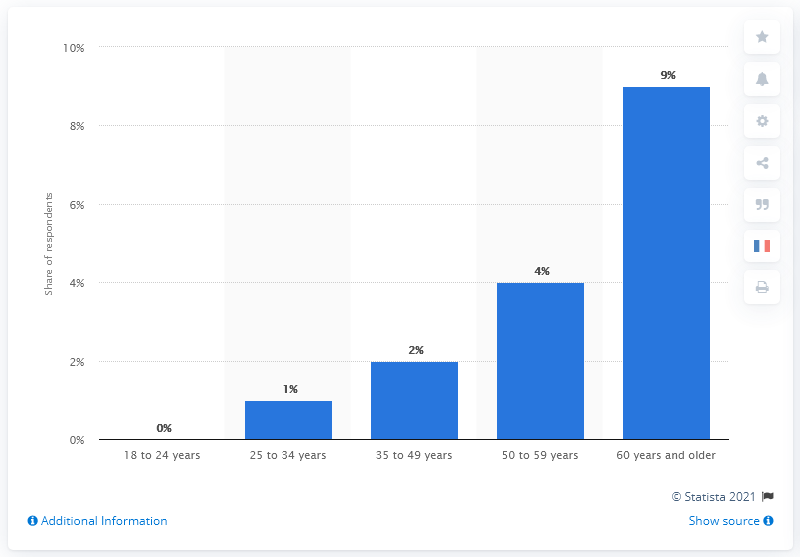 10%
8%
6%
4%
2%
0%
Share of respondents
0%
1%
2%
4%
9%
18 to 24 years
25 to 34 years
35 to 49 years
50 to 59 years
60 years and older
© Statista 2021
Additional Information
Show source